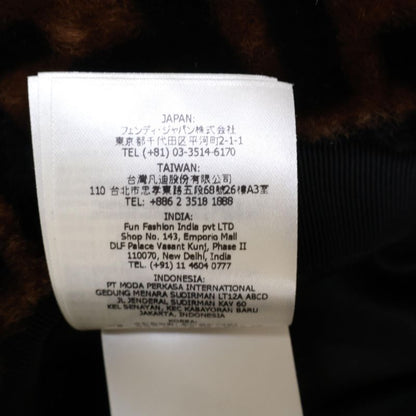 JAPAN:
フェンディ・ジャパン株式会社
東京都千代田区平河町2-1-1
TEL (+81) 03-3514-6170
TAIWAN:
台灣凡迪股份有限公司
110 台北市忠孝東路五段68號26樓A3室
TEL: +886 2 3518 1888
INDIA:
Fun Fashion India pvt LTD
Shop No. 143, Emporio Mall
DLF Palace Vasant Kunj, Phase II
110070, New Delhi, India
TEL: (+91) 11 4604 0777
INDONESIA:
PT MODA PERKASA INTERNATIONAL
GEDUNG MENARA SUDIRMAN LT12A ABCD
JL JENDERAL SUDIRMAN KAV 60
KEL SENAYAN, KEC KABAYORAN BARU
JAKARTA, INDONESIA
KOREA: